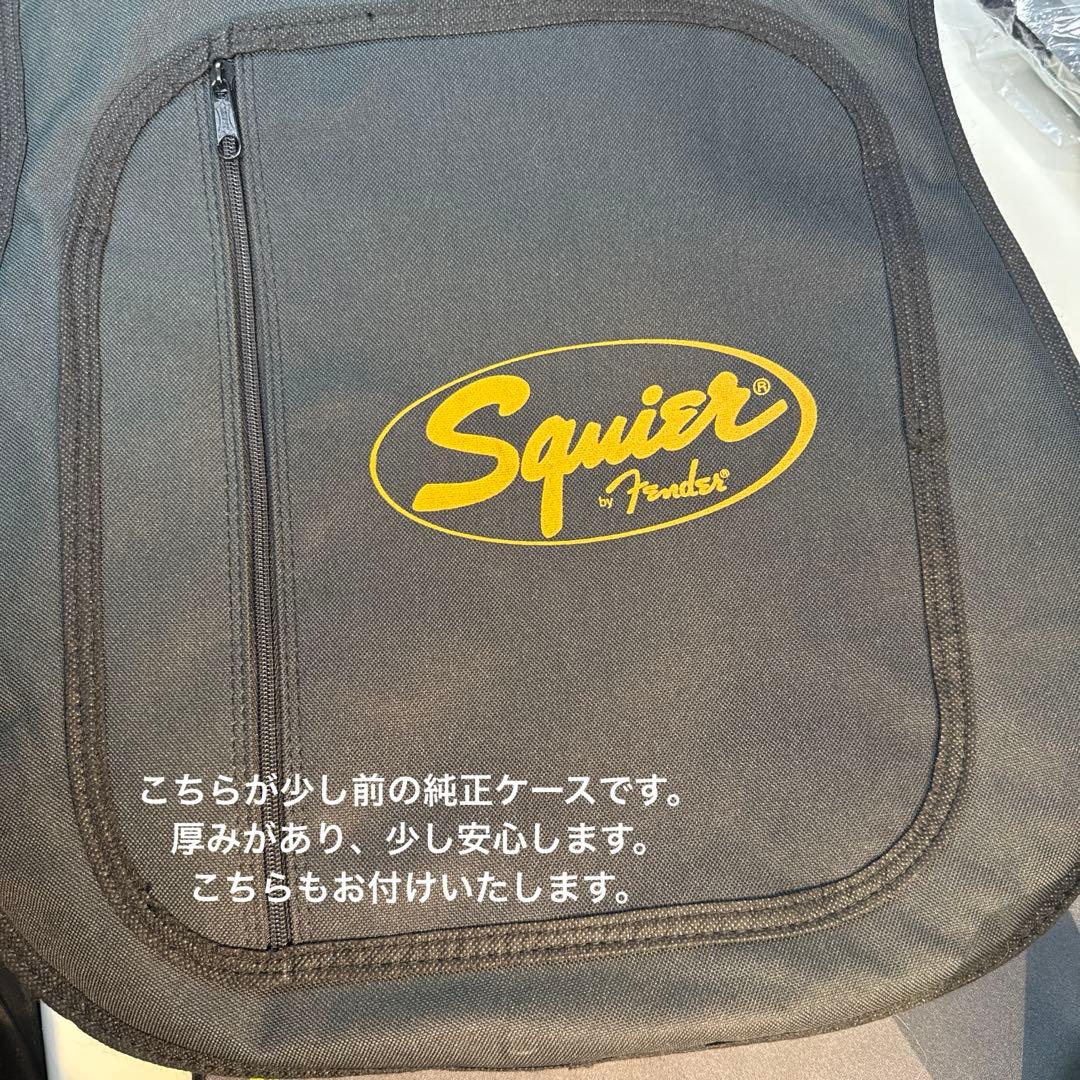 Squier®
by Fender®
こちらが少し前の純正ケースです。
厚みがあり、少し安心します。
こちらもお付けいたします。